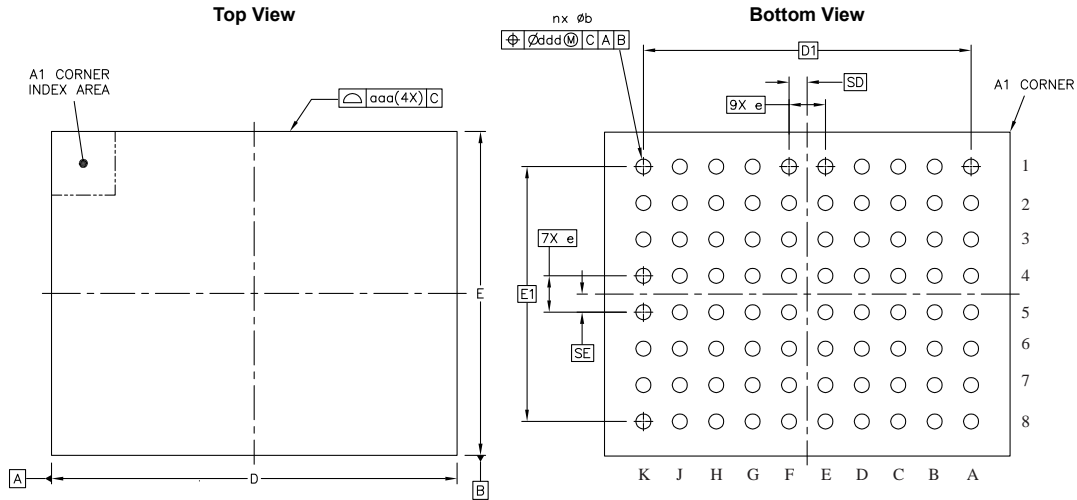 Top View
A1 CORNER
INDEX AREA
aaa(4X) C
E
A
D
B
Bottom View
nx øb
⌖ Øddd Ⓜ C A B
D1
SD
9X e
A1 CORNER
7X e
E1
SE
1
2
3
4
5
6
7
8
K J H G F E D C B A